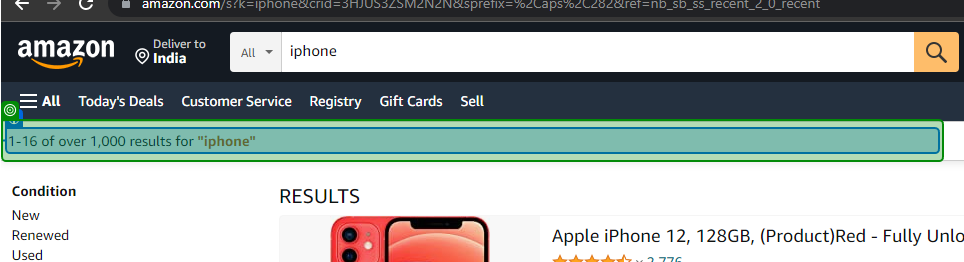 amazon.com/s?k=iphone&crid=3HJUS3ZSM2N2N&sprefix=%2Caps%2C282&ref=nb_sb_ss_recent_2_0_recent
amazon
Deliver to
India
All
iphone
All Today's Deals Customer Service Registry Gift Cards Sell
1-16 of over 1,000 results for "iphone"
Condition
New
Renewed
Used
RESULTS
Apple iPhone 12, 128GB, (Product)Red - Fully Unlo